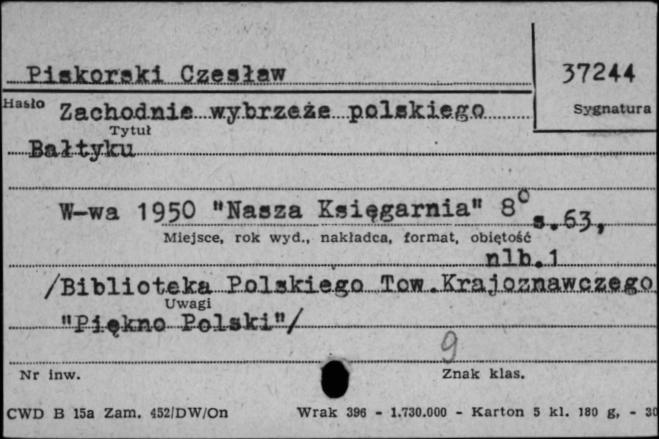 Piskorski Czesław
37244
Hasło
Sygnatura
Zachodnie wybrzeże polskiego
Tytuł
Bałtyku
W-wa 1950 "Nasza Księgarnia" 8° s.63,
Miejsce, rok wyd., nakładca, format, objętość
nlb.1
/Biblioteka Polskiego Tow.Krajoznawczego
Uwagi
"Piękno Polski"/
9
Nr inw.
Znak klas.
CWD B 15a Zam. 452/DW/On Wrak 396 - 1.730.000 - Karton 5 kl. 180 g, - 30